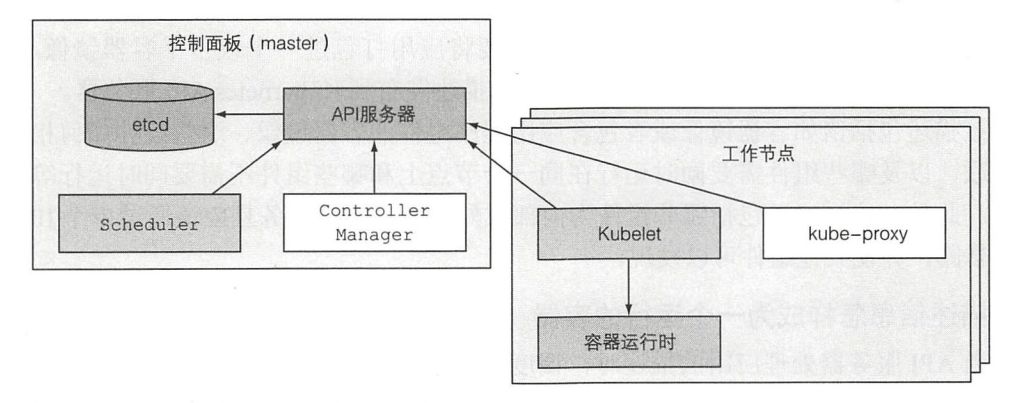 控制面板（master）
etcd
API服务器
Scheduler
Controller
Manager
工作节点
Kubelet
kube-proxy
容器运行时